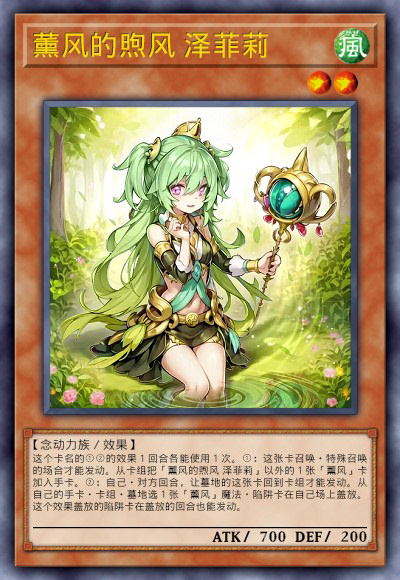 薰风的煦风 泽菲莉
風
【念动力族／效果】
这个卡名的①②的效果1回合各能使用1次。①：这张卡召唤·特殊召唤
的场合才能发动。从卡组把「薰风的煦风 泽菲莉」以外的1张「薰风」卡
加入手卡。②：自己·对方回合，让墓地的这张卡回到卡组才能发动。从
自己的手卡·卡组·墓地选1张「薰风」魔法·陷阱卡在自己场上盖放。
这个效果盖放的陷阱卡在盖放的回合也能发动。
ATK/ 700 DEF/ 200